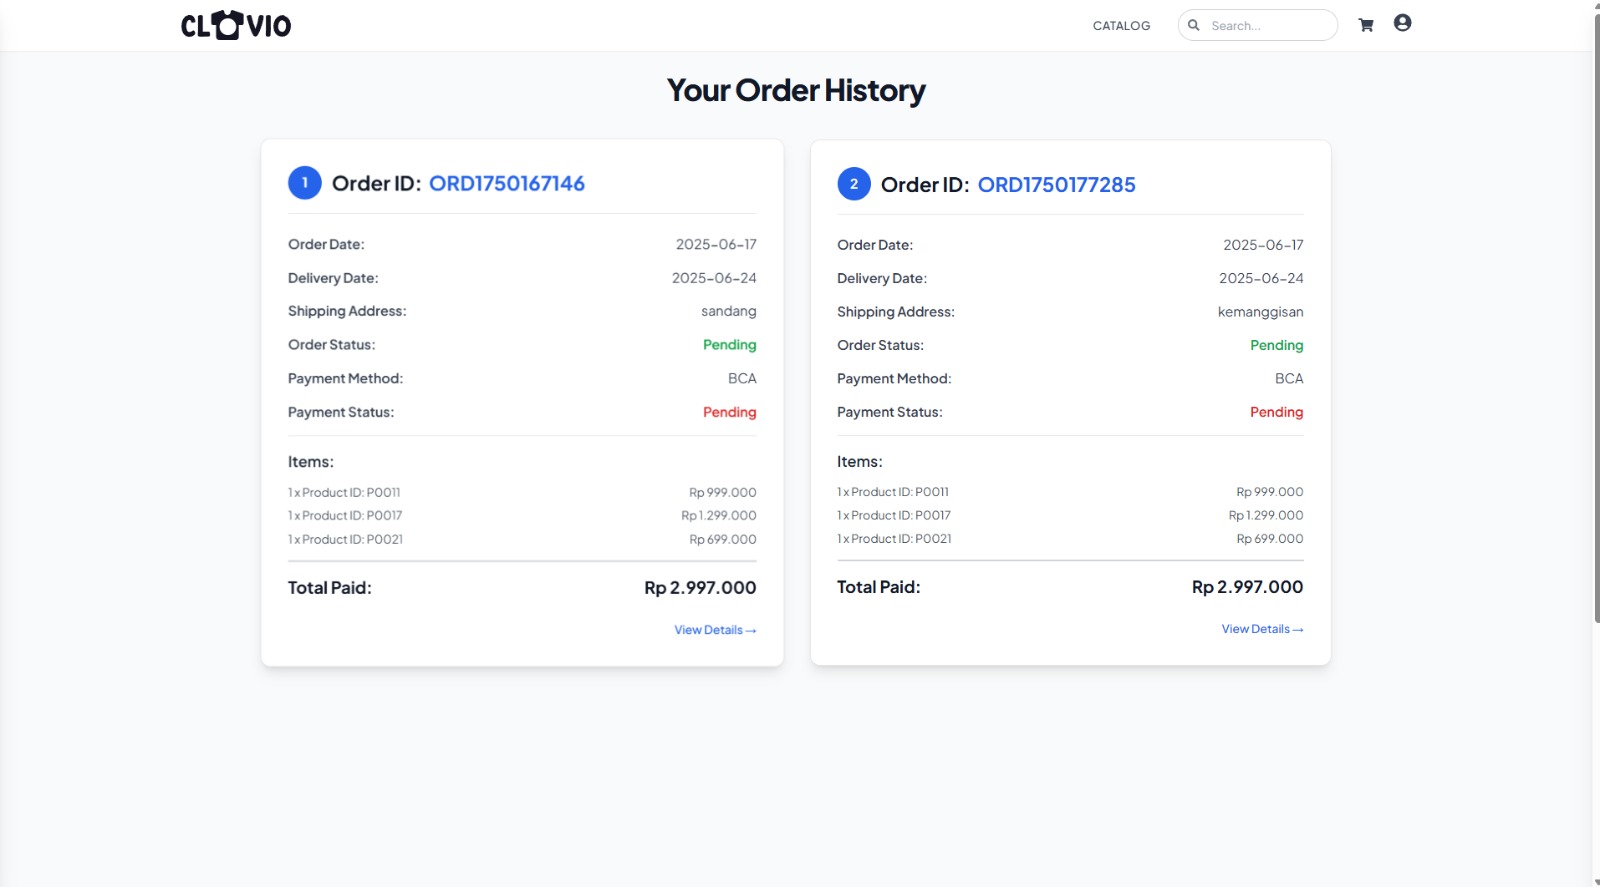 CLOVIO
CATALOG
Search...
Your Order History
1 Order ID: ORD1750167146
Order Date: 2025-06-17
Delivery Date: 2025-06-24
Shipping Address: sandang
Order Status: Pending
Payment Method: BCA
Payment Status: Pending
Items:
1 x Product ID: P0011 Rp 999.000
1 x Product ID: P0017 Rp 1.299.000
1 x Product ID: P0021 Rp 699.000
Total Paid: Rp 2.997.000
View Details →
2 Order ID: ORD1750177285
Order Date: 2025-06-17
Delivery Date: 2025-06-24
Shipping Address: kemanggisan
Order Status: Pending
Payment Method: BCA
Payment Status: Pending
Items:
1 x Product ID: P0011 Rp 999.000
1 x Product ID: P0017 Rp 1.299.000
1 x Product ID: P0021 Rp 699.000
Total Paid: Rp 2.997.000
View Details →